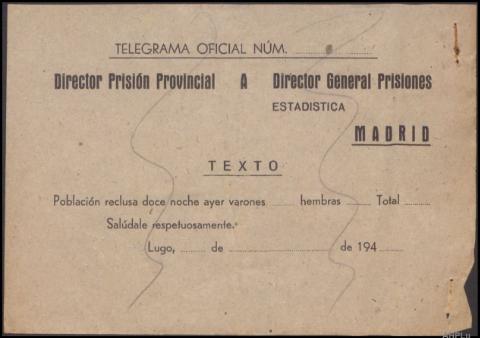 TELEGRAMA OFICIAL NÚM. ....................
Director Prisión Provincial A Director General Prisiones
ESTADISTICA
MADRID
TEXTO
Población reclusa doce noche ayer varones ........ hembras ........ Total ........
Salúdale respetuosamente.
Lugo, ........ de .................................. de 194........
AHPLu